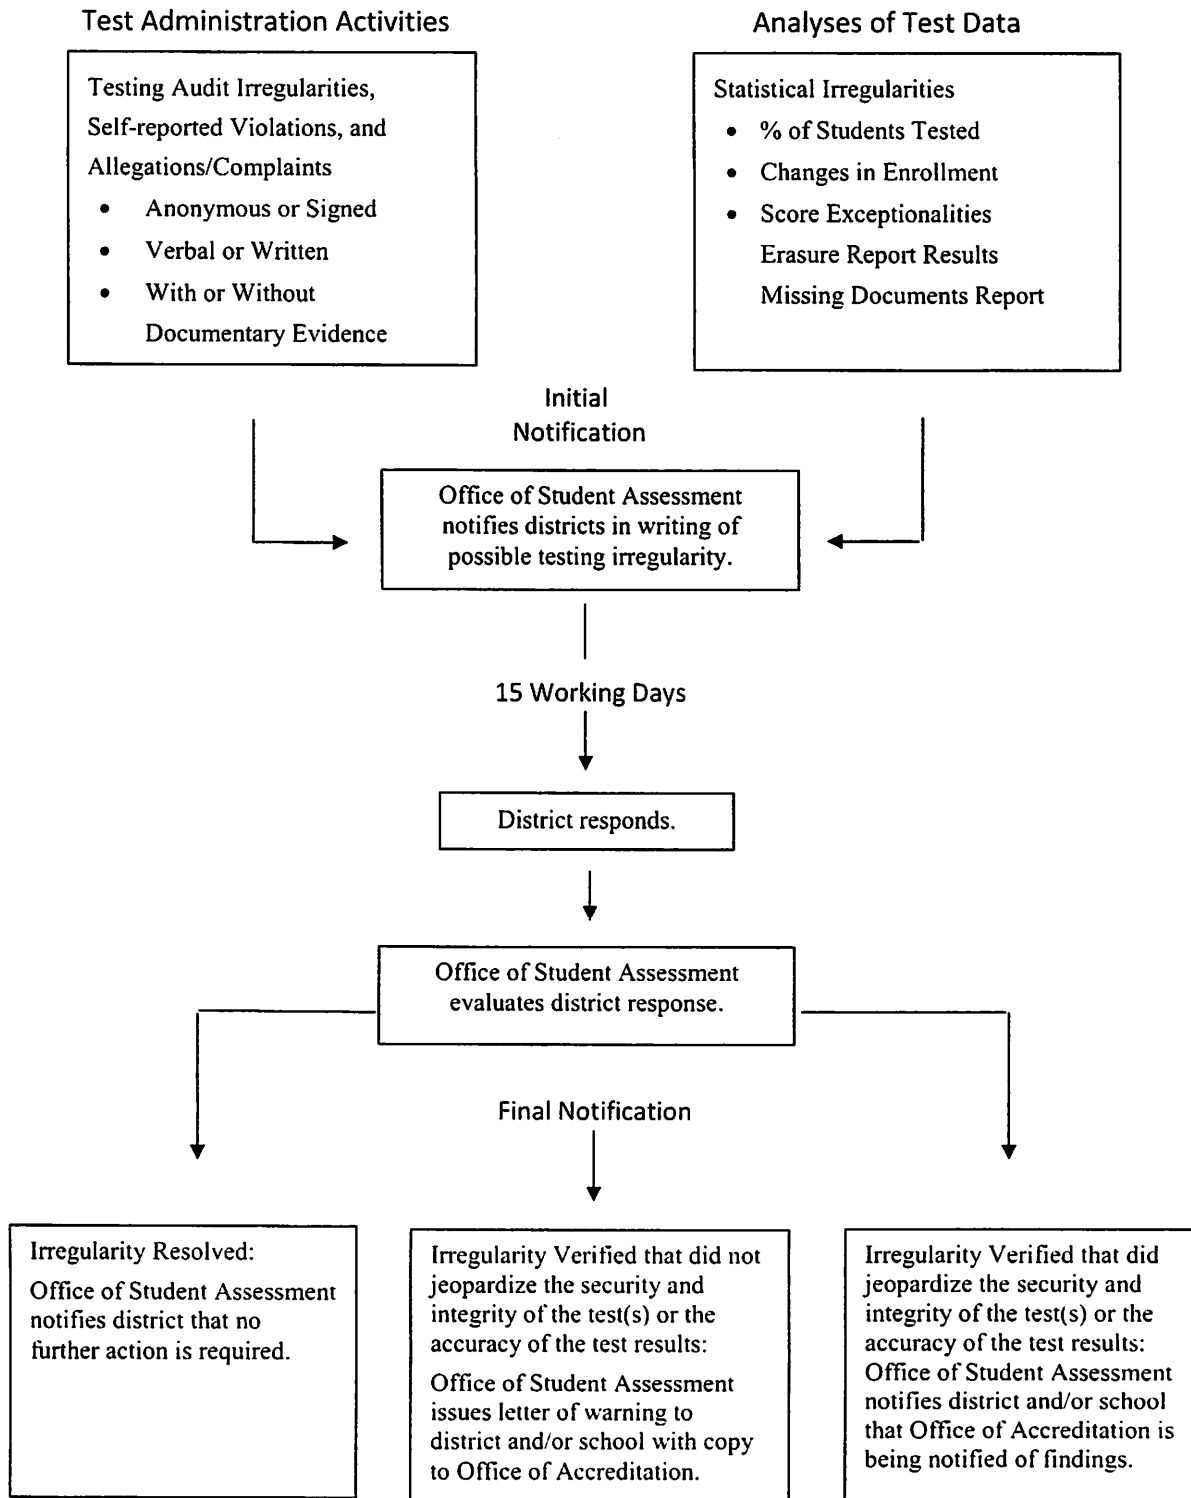 Test Administration Activities
Testing Audit Irregularities,
Self-reported Violations, and
Allegations/Complaints
• Anonymous or Signed
• Verbal or Written
• With or Without
Documentary Evidence
Analyses of Test Data
Statistical Irregularities
• % of Students Tested
• Changes in Enrollment
• Score Exceptionalities
Erasure Report Results
Missing Documents Report
Initial
Notification
Office of Student Assessment
notifies districts in writing of
possible testing irregularity.
15 Working Days
District responds.
Office of Student Assessment
evaluates district response.
Final Notification
Irregularity Resolved:
Office of Student Assessment
notifies district that no
further action is required.
Irregularity Verified that did not
jeopardize the security and
integrity of the test(s) or the
accuracy of the test results:
Office of Student Assessment
issues letter of warning to
district and/or school with copy
to Office of Accreditation.
Irregularity Verified that did
jeopardize the security and
integrity of the test(s) or the
accuracy of the test results:
Office of Student Assessment
notifies district and/or school
that Office of Accreditation is
being notified of findings.